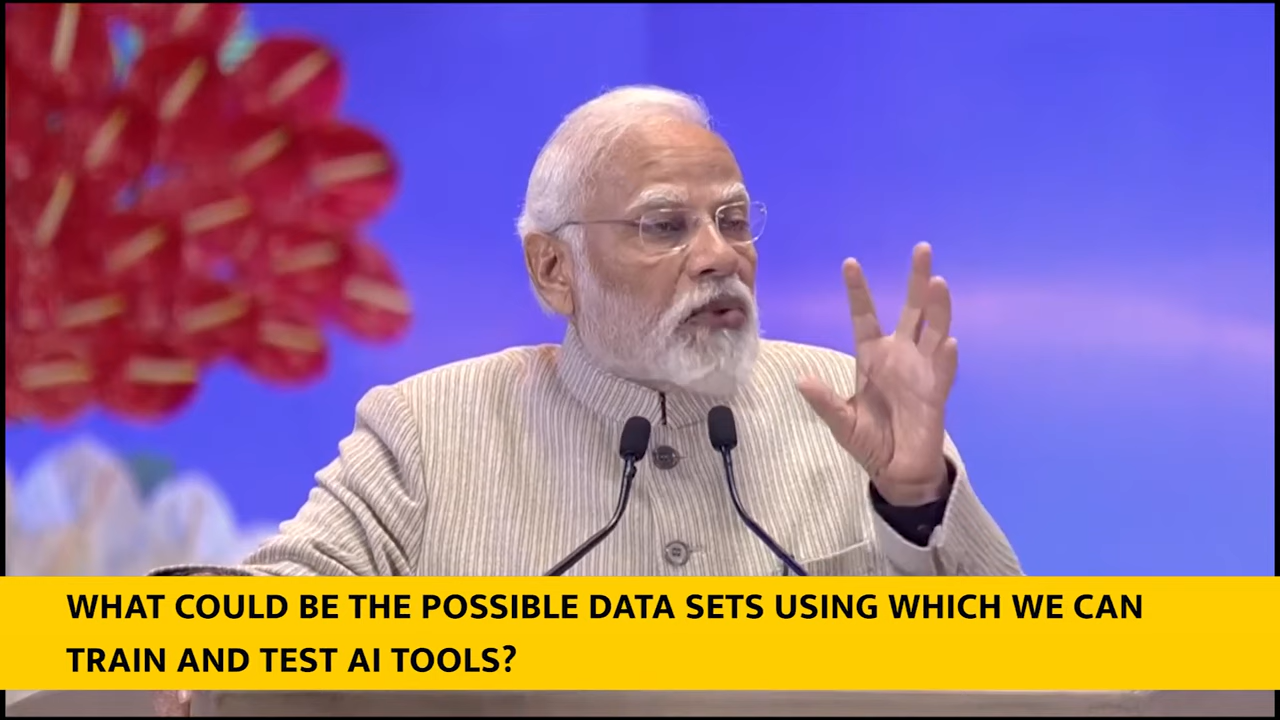 WHAT COULD BE THE POSSIBLE DATA SETS USING WHICH WE CAN
TRAIN AND TEST AI TOOLS?